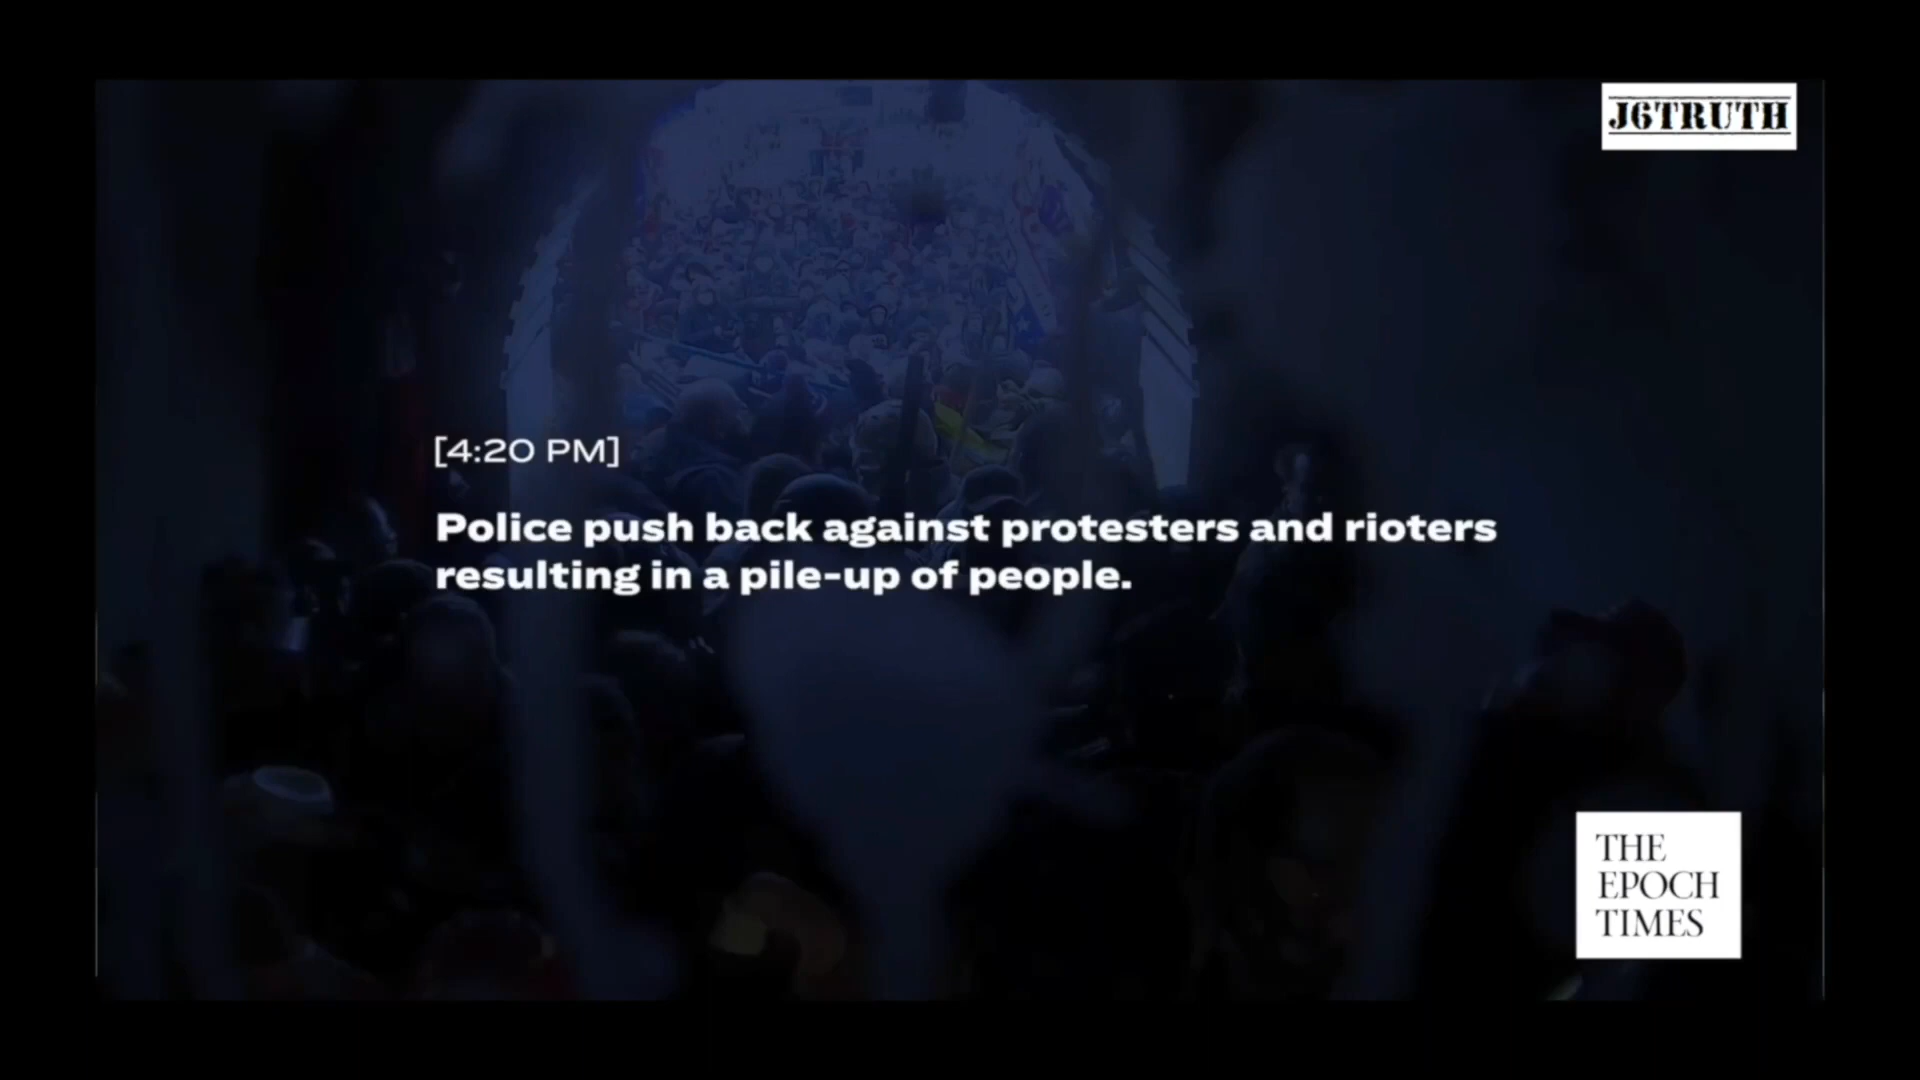 J6TRUTH
[4:20 PM]
Police push back against protesters and rioters
resulting in a pile-up of people.
THE
EPOCH
TIMES